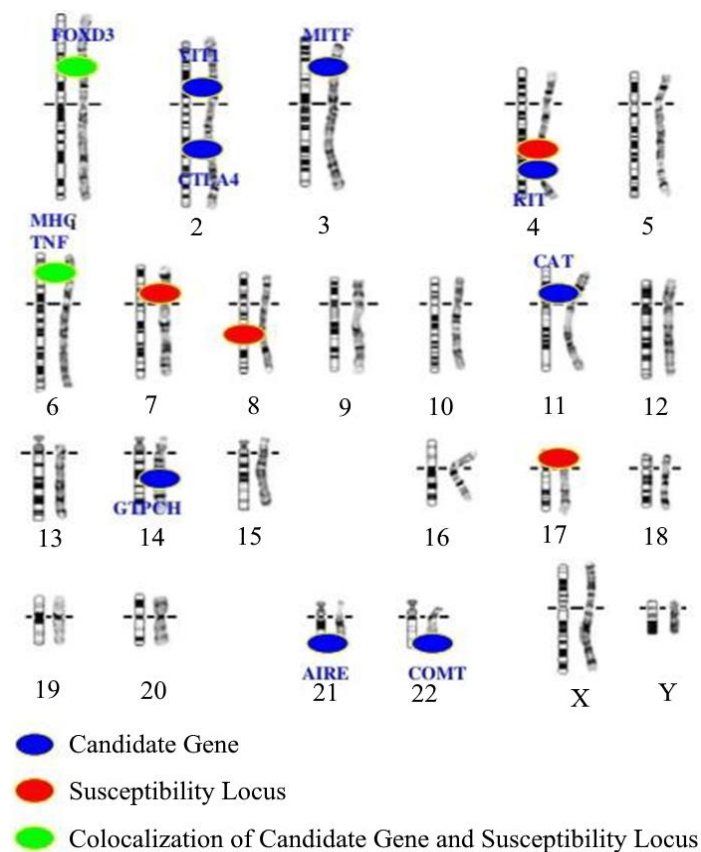 FOXD3
VIT1
MITF
CTLA4
KIT
2
3
4
5
MHC
TNF
CAT
6
7
8
9
10
11
12
GTPCH
13
14
15
16
17
18
AIRE
COMT
19
20
21
22
X
Y
Candidate Gene
Susceptibility Locus
Colocalization of Candidate Gene and Susceptibility Locus